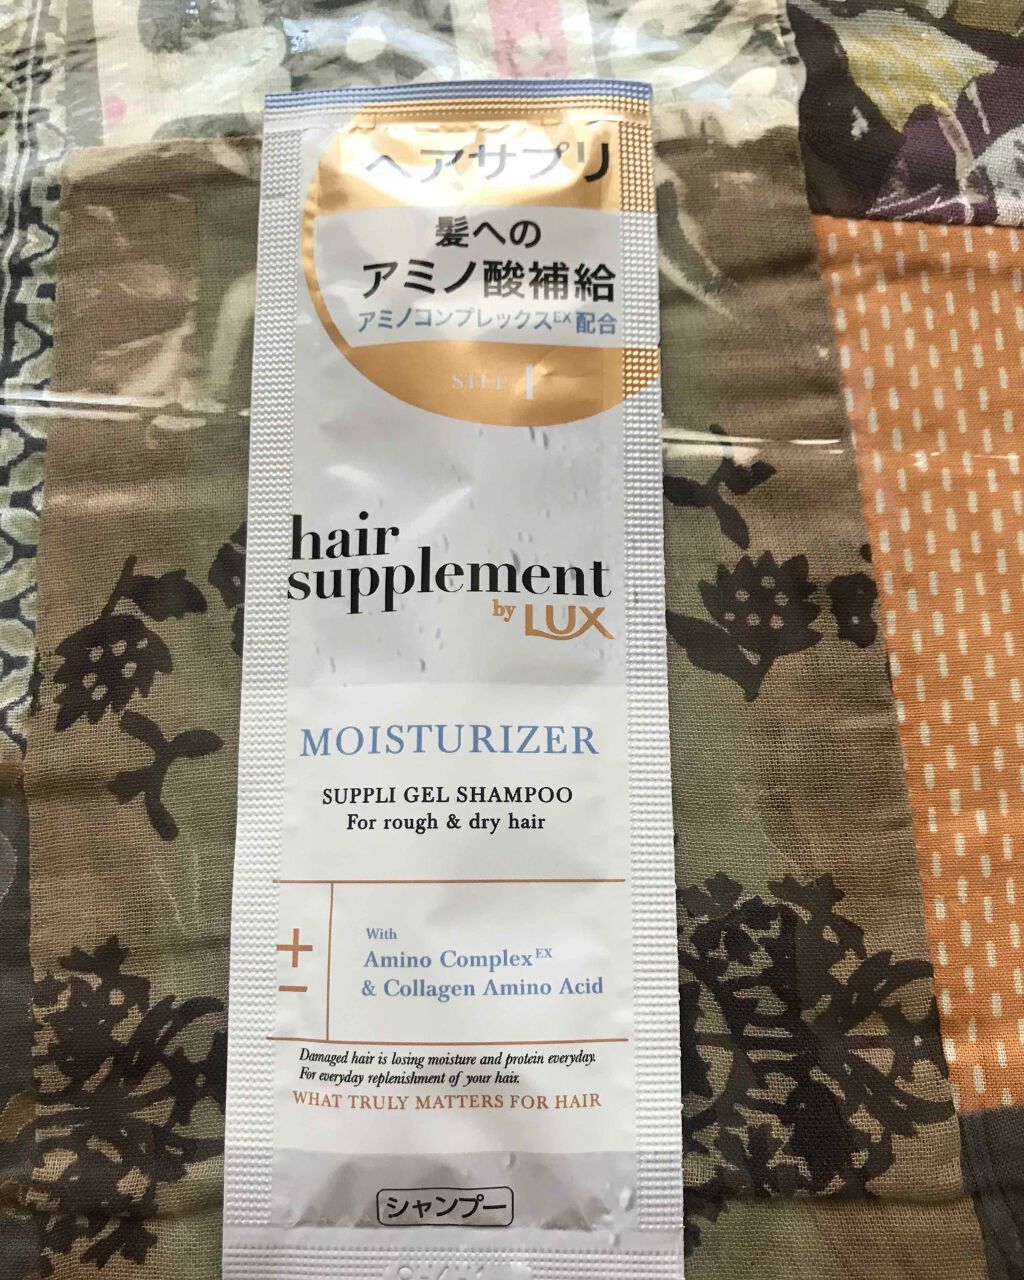 ヘアサプリ
髪への
アミノ酸補給
アミノコンプレックスEX配合
STEP 1
hair
supplement
by LUX
MOISTURIZER
SUPPLI GEL SHAMPOO
For rough & dry hair
+
−
With
Amino Complex EX
& Collagen Amino Acid
Damaged hair is losing moisture and protein everyday.
For everyday replenishment of your hair.
WHAT TRULY MATTERS FOR HAIR
シャンプー